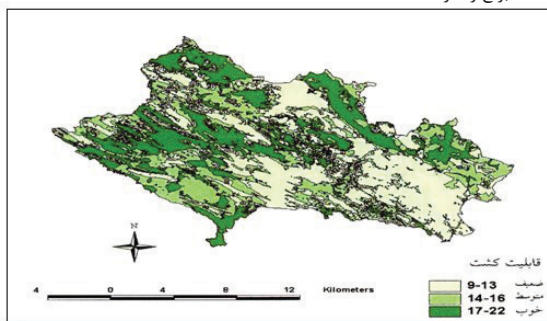 N
قابلیت کشت
ضعیف 9-13
متوسط 14-16
خوب 17-22
4 0 4 8 12 Kilometers